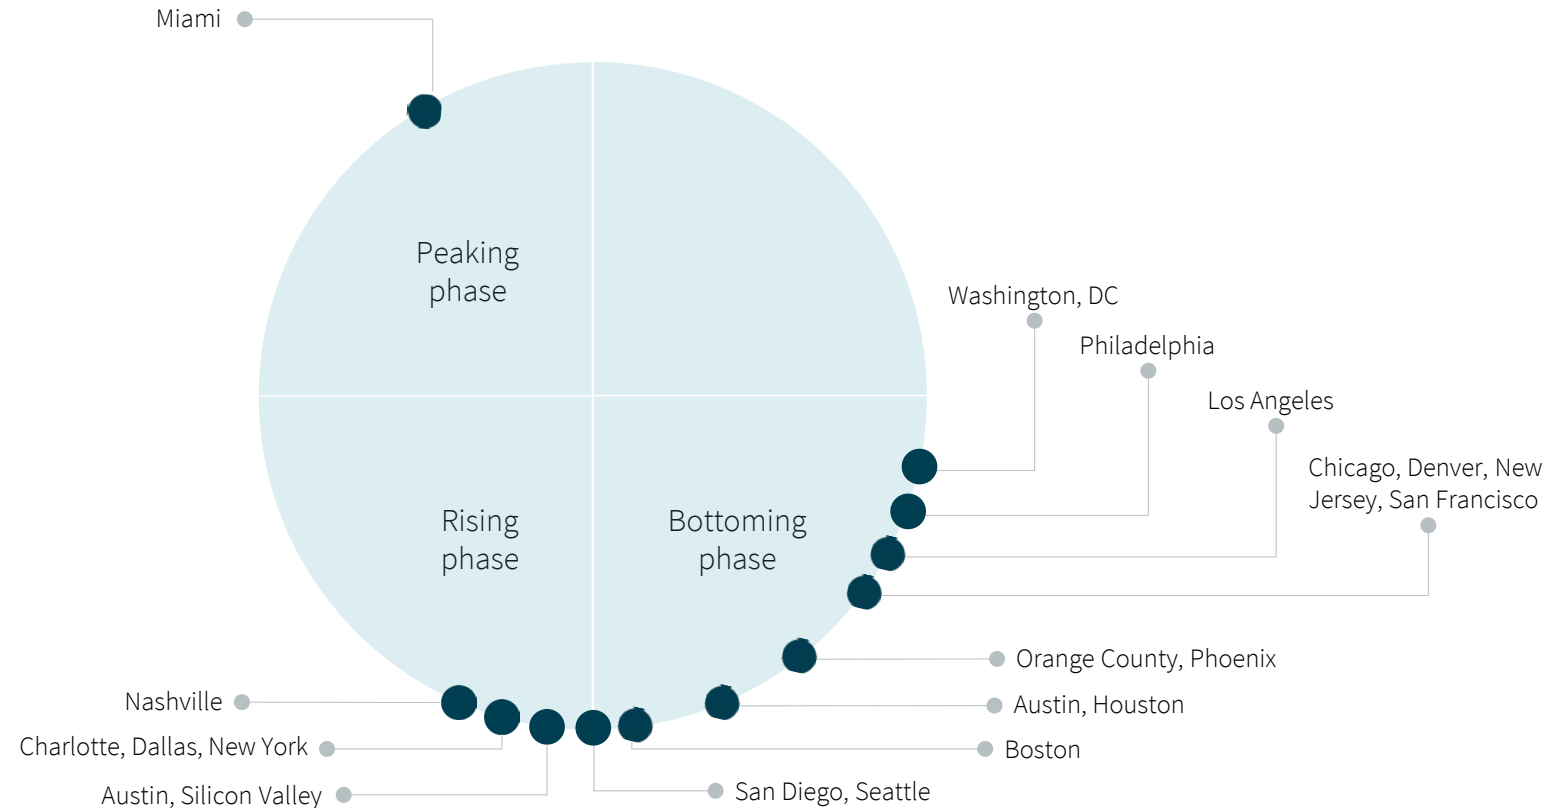 Miami
Peaking
phase
Washington, DC
Philadelphia
Los Angeles
Chicago, Denver, New
Jersey, San Francisco
Rising
phase
Bottoming
phase
Orange County, Phoenix
Nashville
Austin, Houston
Charlotte, Dallas, New York
Boston
Austin, Silicon Valley
San Diego, Seattle